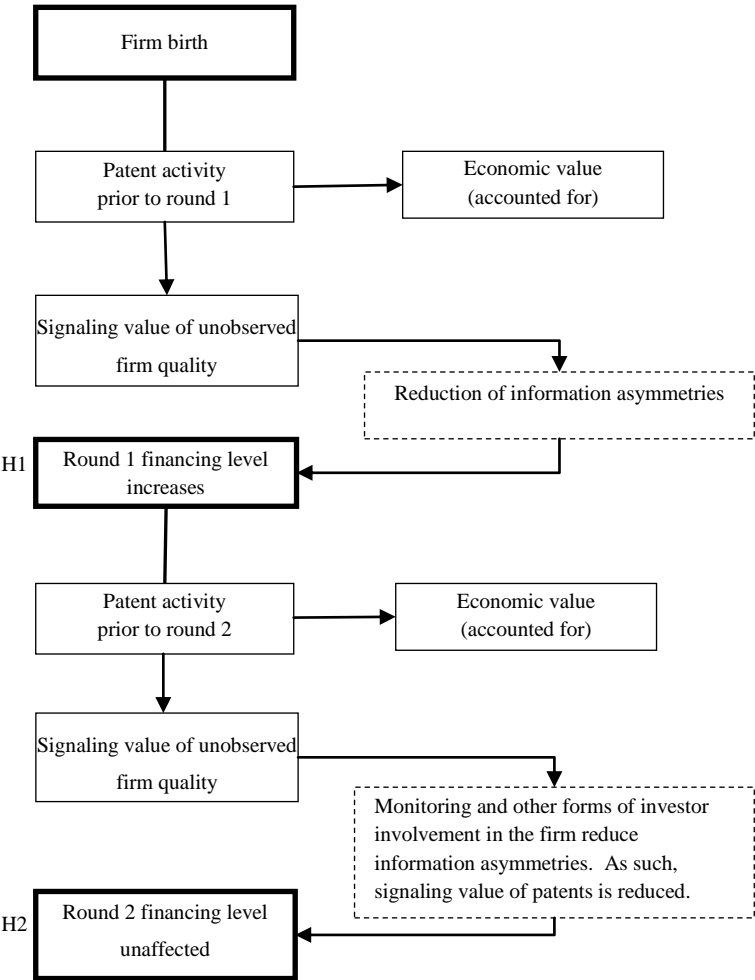 Firm birth
Patent activity
prior to round 1
Economic value
(accounted for)
Signaling value of unobserved
firm quality
Reduction of information asymmetries
H1
Round 1 financing level
increases
Patent activity
prior to round 2
Economic value
(accounted for)
Signaling value of unobserved
firm quality
Monitoring and other forms of investor
involvement in the firm reduce
information asymmetries.  As such,
signaling value of patents is reduced.
H2
Round 2 financing level
unaffected